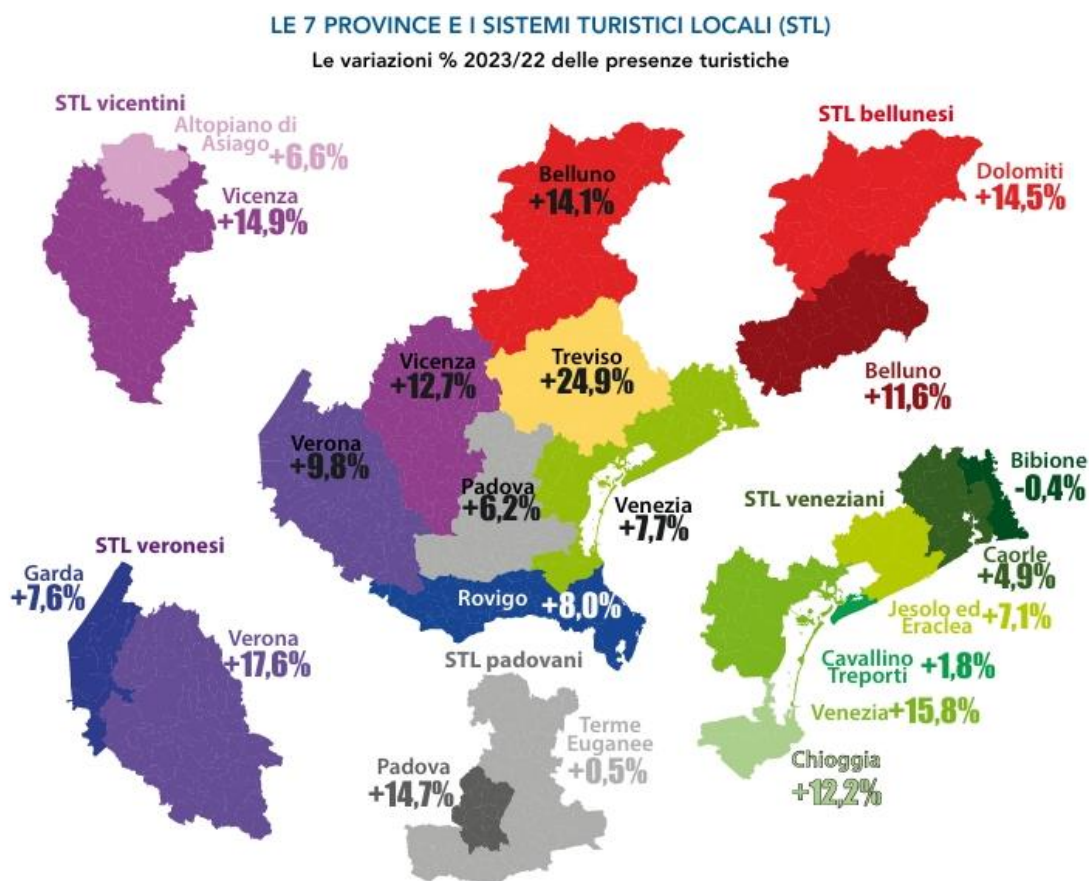 LE 7 PROVINCE E I SISTEMI TURISTICI LOCALI (STL)
Le variazioni % 2023/22 delle presenze turistiche
STL vicentini
Altopiano di
Asiago +6,6%
Vicenza
+14,9%
Belluno
+14,1%
Vicenza
+12,7%
Treviso
+24,9%
Verona
+9,8%
Padova
+6,2%
Venezia
+7,7%
Rovigo +8,0%
STL bellunesi
Dolomiti
+14,5%
Belluno
+11,6%
STL veronesi
Garda
+7,6%
Verona
+17,6%
STL padovani
Terme
Euganee
+0,5%
Padova
+14,7%
STL veneziani
Bibione
-0,4%
Caorle
+4,9%
Jesolo ed
Eraclea +7,1%
Cavallino
Treporti +1,8%
Venezia +15,8%
Chioggia
+12,2%